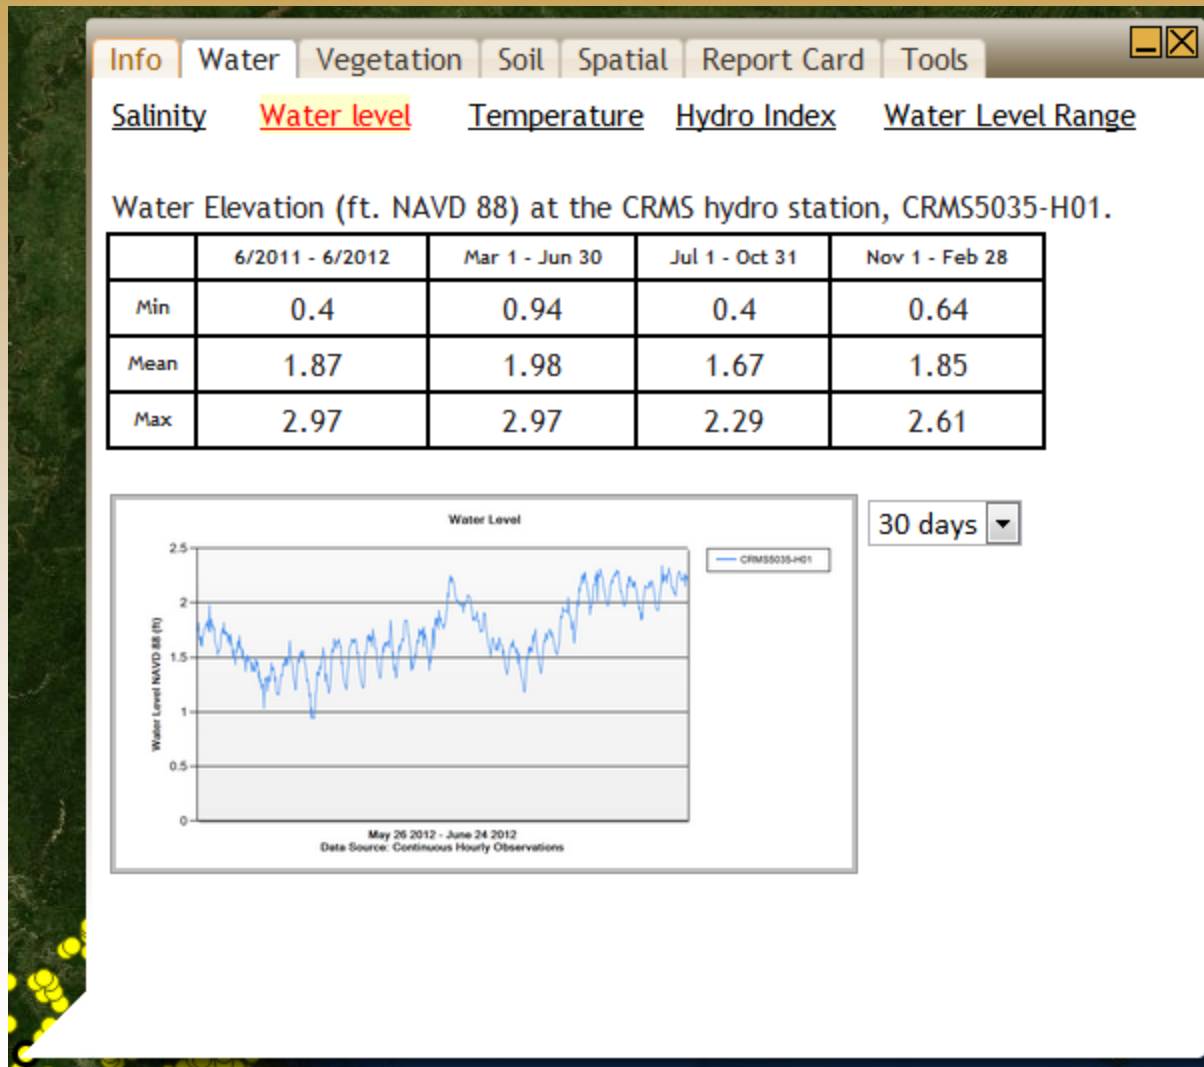 Info Water Vegetation Soil Spatial Report Card Tools
Salinity Water level Temperature Hydro Index Water Level Range
Water Elevation (ft. NAVD 88) at the CRMS hydro station, CRMS5035-H01.
6/2011 - 6/2012 Mar 1 - Jun 30 Jul 1 - Oct 31 Nov 1 - Feb 28
Min 0.4 0.94 0.4 0.64
Mean 1.87 1.98 1.67 1.85
Max 2.97 2.97 2.29 2.61
30 days
Water Level
CRMS5035-H01
Water Level NAVD 88 (ft)
2.5
2
1.5
1
0.5
0
May 26 2012 - June 24 2012
Data Source: Continuous Hourly Observations